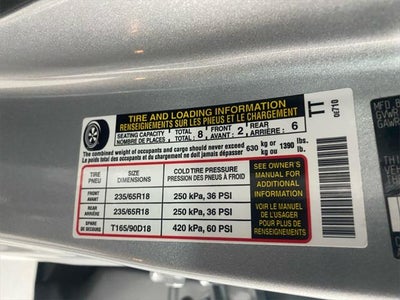 TIRE AND LOADING INFORMATION
RENSEIGNEMENTS SUR LES PNEUS ET LE CHARGEMENT
SEATING CAPACITY TOTAL : 8 FRONT : 2 REAR : 6
NOMBRE DE PLACES TOTAL : AVANT : ARRIÈRE :
The combined weight of occupants and cargo should never exceed 630 kg or 1390 lbs.
Le poids total des occupants et du chargement ne doit jamais dépasser kg ou lb.
TIRE SIZE COLD TIRE PRESSURE
PNEU DIMENSIONS PRESSION DES PNEUS À FROID
FRONT
AVANT 235/65R18 250 kPa, 36 PSI
REAR
ARRIÈRE 235/65R18 250 kPa, 36 PSI
SPARE
DE SECOURS T165/90D18 420 kPa, 60 PSI
SEE OWNER'S
MANUAL FOR
ADDITIONAL
INFORMATION
VOIR LE MANUEL
DE L'USAGER
POUR PLUS DE
RENSEIGNEMENTS
TT
MFD
GVWR
GAWR